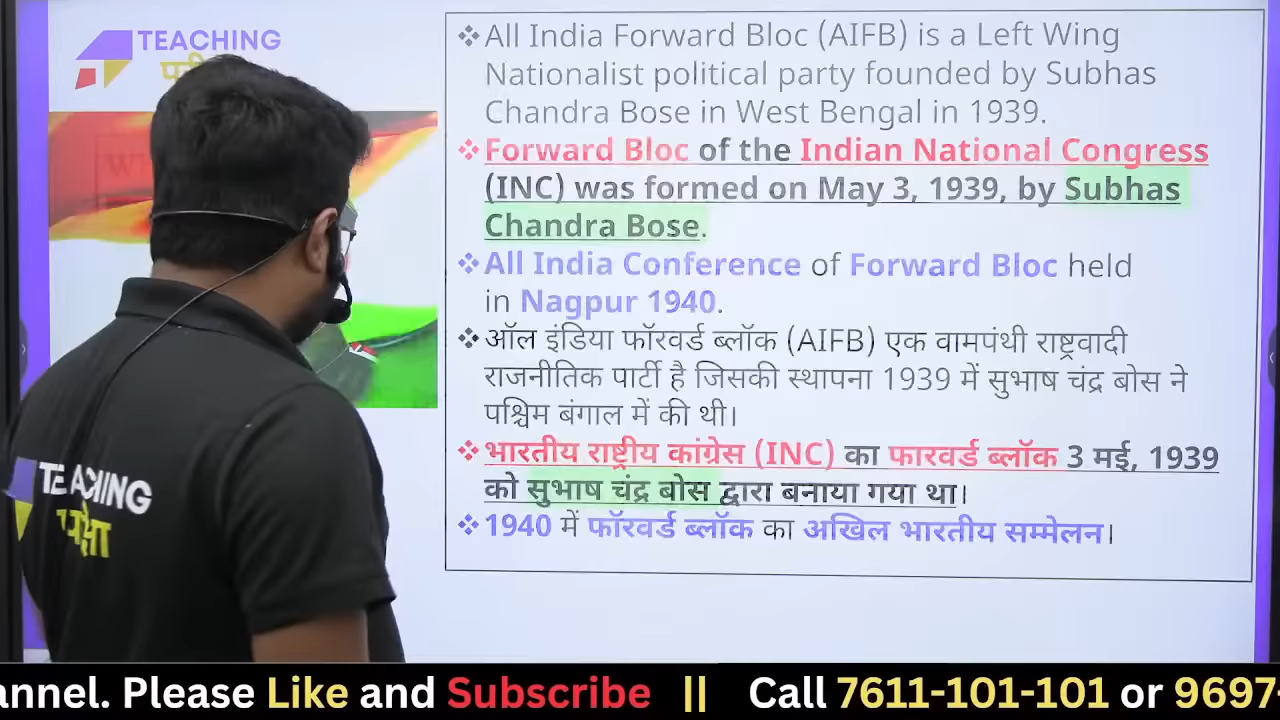 TEACHING
All India Forward Bloc (AIFB) is a Left Wing
Nationalist political party founded by Subhas
Chandra Bose in West Bengal in 1939.
Forward Bloc of the Indian National Congress
(INC) was formed on May 3, 1939, by Subhas
Chandra Bose.
All India Conference of Forward Bloc held
in Nagpur 1940.
ऑल इंडिया फॉरवर्ड ब्लॉक (AIFB) एक वामपंथी राष्ट्रवादी
राजनीतिक पार्टी है जिसकी स्थापना 1939 में सुभाष चंद्र बोस ने
पश्चिम बंगाल में की थी।
भारतीय राष्ट्रीय कांग्रेस (INC) का फारवर्ड ब्लॉक 3 मई, 1939
को सुभाष चंद्र बोस द्वारा बनाया गया था।
1940 में फॉरवर्ड ब्लॉक का अखिल भारतीय सम्मेलन।
TEACHING
annel. Please Like and Subscribe || Call 7611-101-101 or 9697-